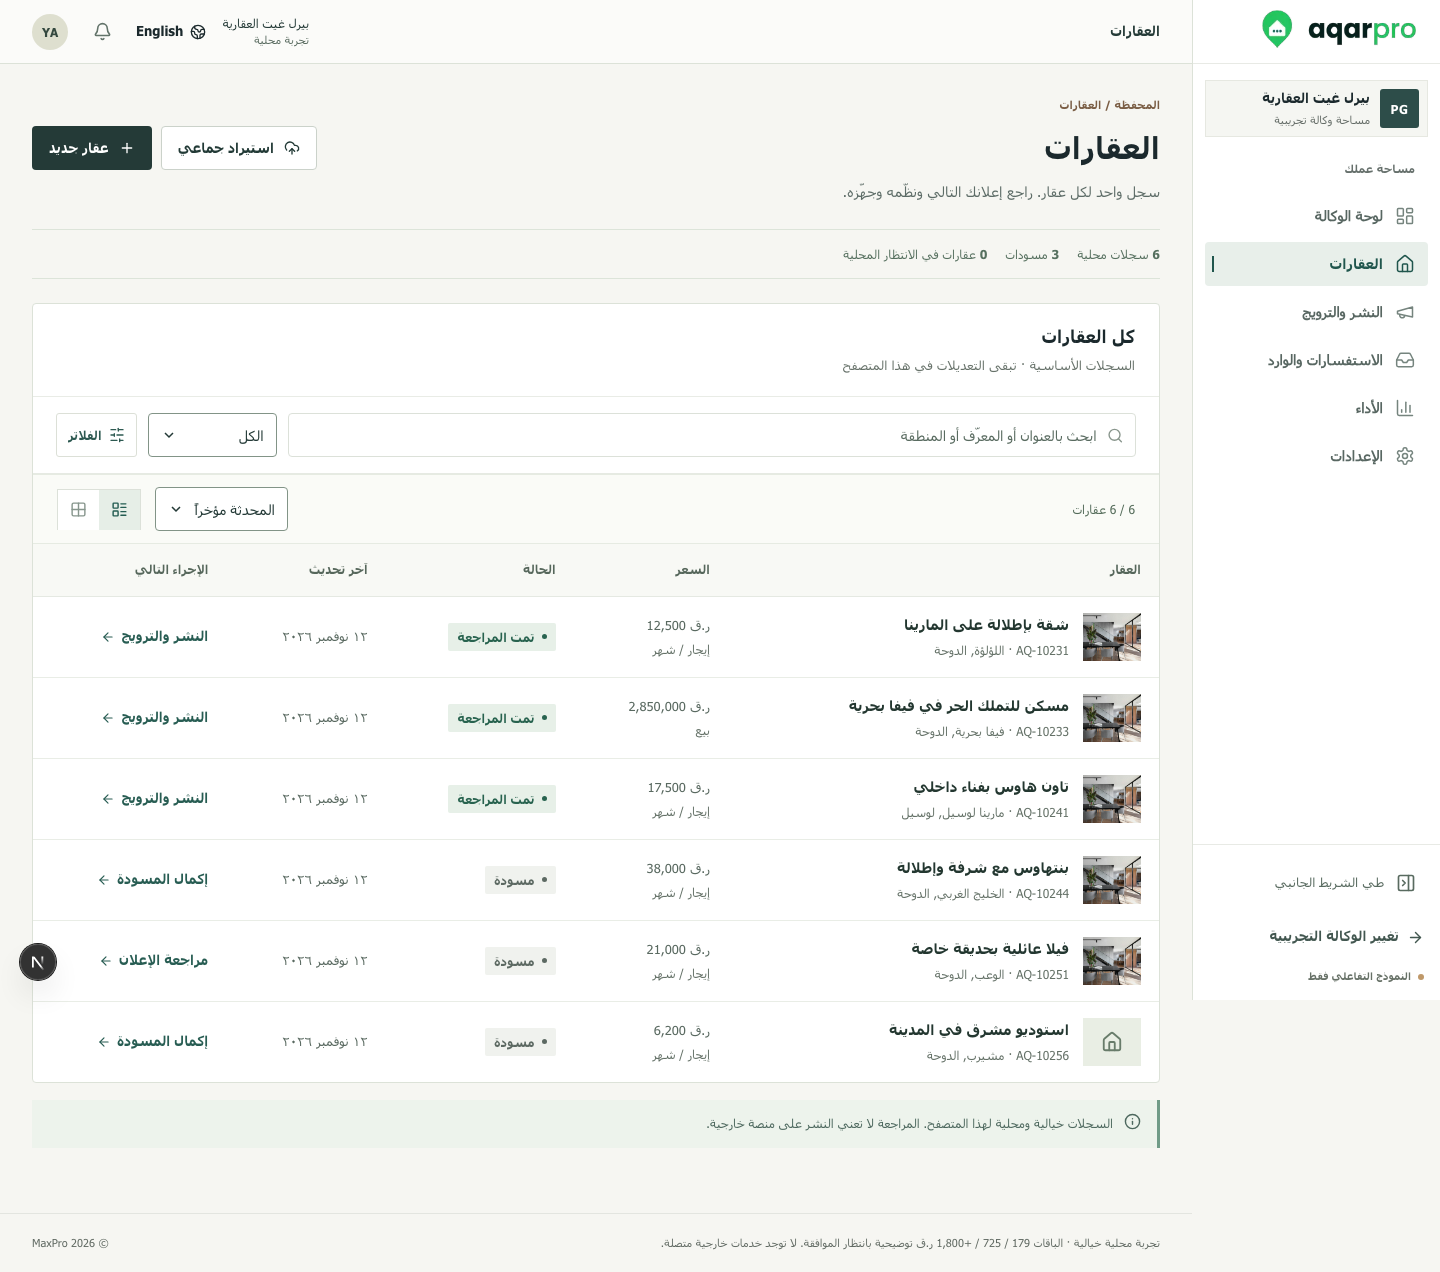 aqarpro
العقارات
بيرل غيت العقارية
تجربة محلية
English
YA
PG
بيرل غيت العقارية
مساحة وكالة تجريبية
مساحة عملك
لوحة الوكالة
العقارات
النشر والترويج
الاستفسارات والوارد
الأداء
الإعدادات
طي الشريط الجانبي
تغيير الوكالة التجريبية
النموذج التفاعلي فقط
المحفظة / العقارات
العقارات
استيراد جماعي
عقار جديد
سجل واحد لكل عقار. راجع إعلانك التالي ونظّمه وجهّزه.
6 سجلات محلية 3 مسودات 0 عقارات في الانتظار المحلية
كل العقارات
السجلات الأساسية · تبقى التعديلات في هذا المتصفح
ابحث بالعنوان أو المعرّف أو المنطقة
الكل
الفلاتر
6 / 6 عقارات
المحدثة مؤخراً
العقار السعر الحالة آخر تحديث الإجراء التالي
شقة بإطلالة على المارينا
AQ-10231 · اللؤلؤة, الدوحة
ر.ق 12,500
إيجار / شهر
تمت المراجعة
١٢ نوفمبر ٢٠٢٦
النشر والترويج
مسكن للتملك الحر في فيفا بحرية
AQ-10233 · فيفا بحرية, الدوحة
ر.ق 2,850,000
بيع
تمت المراجعة
١٢ نوفمبر ٢٠٢٦
النشر والترويج
تاون هاوس بفناء داخلي
AQ-10241 · مارينا لوسيل, لوسيل
ر.ق 17,500
إيجار / شهر
تمت المراجعة
١٢ نوفمبر ٢٠٢٦
النشر والترويج
بنتهاوس مع شرفة وإطلالة
AQ-10244 · الخليج الغربي, الدوحة
ر.ق 38,000
إيجار / شهر
مسودة
١٢ نوفمبر ٢٠٢٦
إكمال المسودة
فيلا عائلية بحديقة خاصة
AQ-10251 · الوعب, الدوحة
ر.ق 21,000
إيجار / شهر
مسودة
١٢ نوفمبر ٢٠٢٦
مراجعة الإعلان
استوديو مشرق في المدينة
AQ-10256 · مشيرب, الدوحة
ر.ق 6,200
إيجار / شهر
مسودة
١٢ نوفمبر ٢٠٢٦
إكمال المسودة
N
السجلات خيالية ومحلية لهذا المتصفح. المراجعة لا تعني النشر على منصة خارجية.
تجربة محلية خيالية · الباقات 179 / 725 / 1,800+ ر.ق توضيحية بانتظار الموافقة. لا توجد خدمات خارجية متصلة.
© 2026 MaxPro